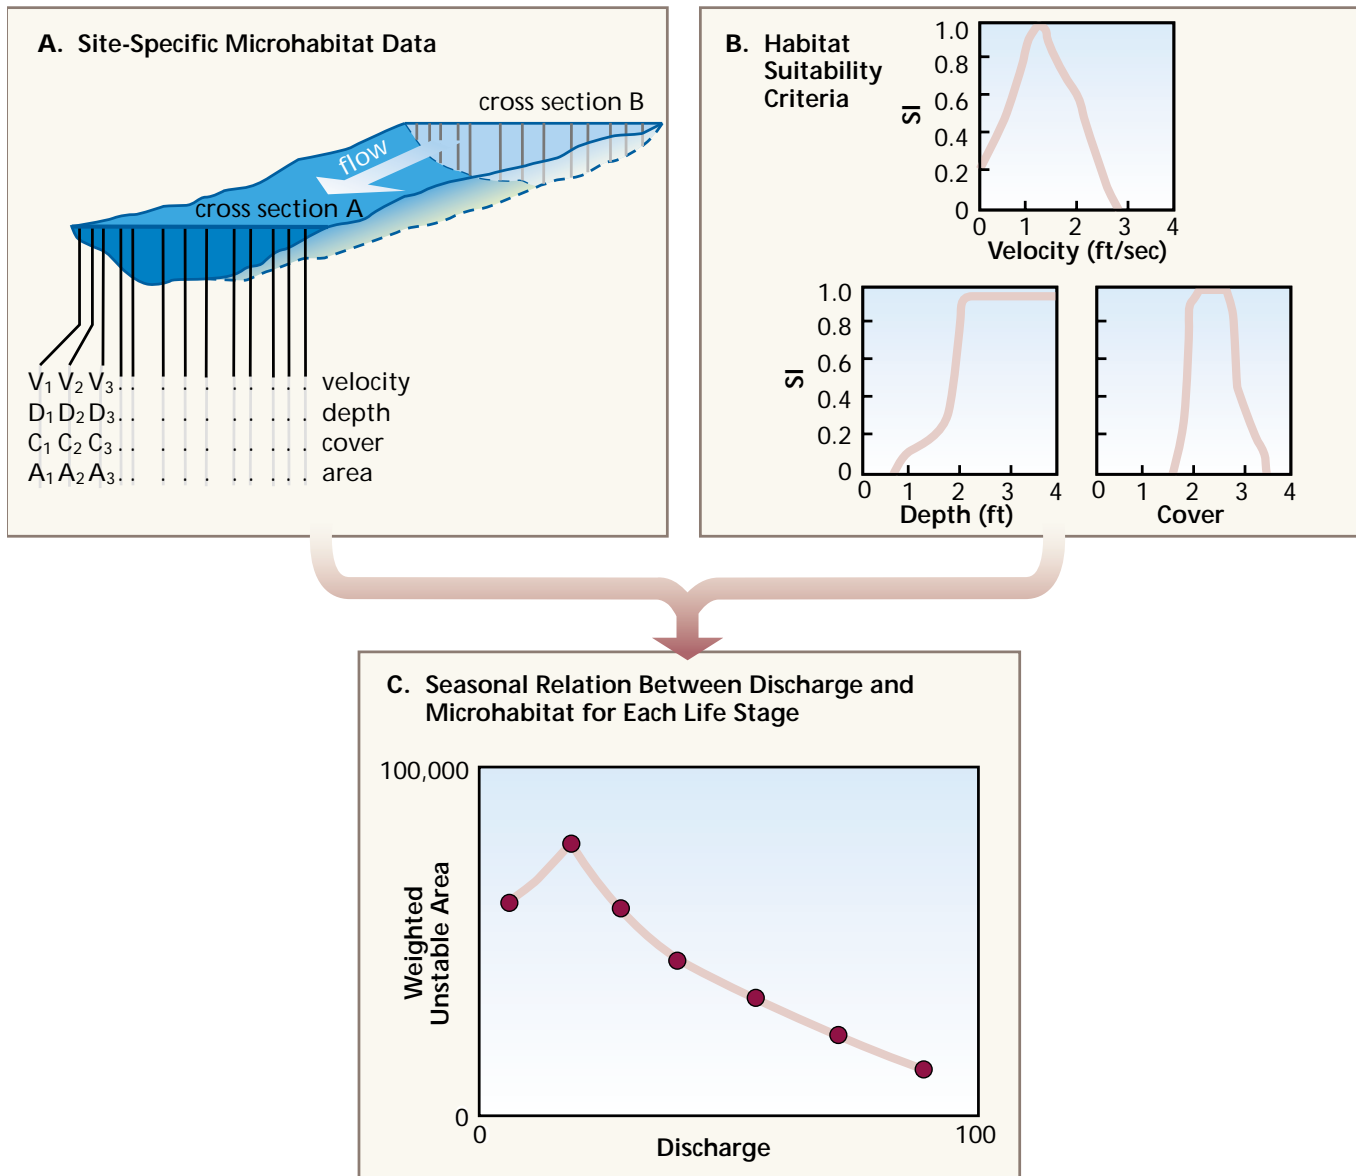 A. Site-Specific Microhabitat Data
cross section B
flow
cross section A
V1 V2 V3 . . . . . . . . . . . velocity
D1 D2 D3 . . . . . . . . . . . depth
C1 C2 C3 . . . . . . . . . . . cover
A1 A2 A3 . . . . . . . . . . . area
B. Habitat
Suitability
Criteria
SI
1.0
0.8
0.6
0.4
0.2
0
0 1 2 3 4
Velocity (ft/sec)
SI
1.0
0.8
0.6
0.4
0.2
0
0 1 2 3 4
Depth (ft)
0 1 2 3 4
Cover
C. Seasonal Relation Between Discharge and
Microhabitat for Each Life Stage
100,000
Weighted
Unstable Area
0
0 100
Discharge